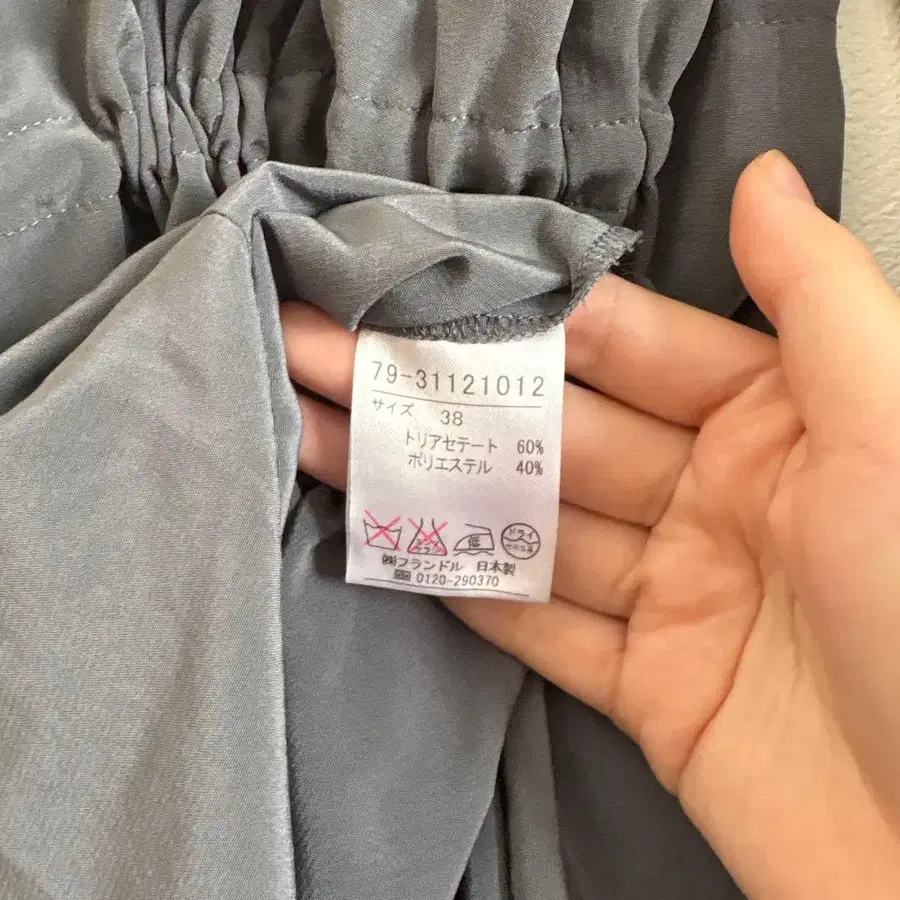 79-31121012
サイズ 38
トリアセテート 60%
ポリエステル 40%
低 ドライ
㈱フランドル 日本製
0120-290370